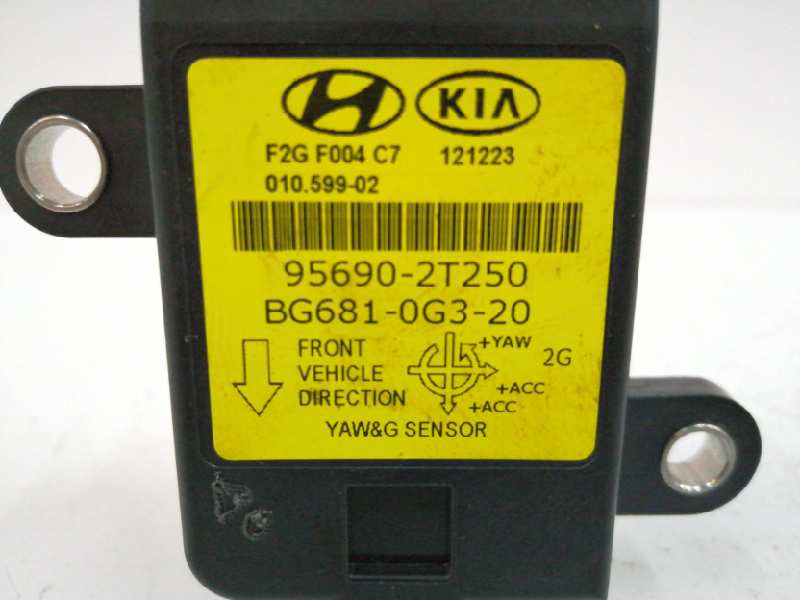 KIA
F2G F004 C7 121223
010.599-02
95690-2T250
BG681-0G3-20
FRONT
VEHICLE
DIRECTION
+YAW
2G
+ACC
+ACC
YAW&G SENSOR